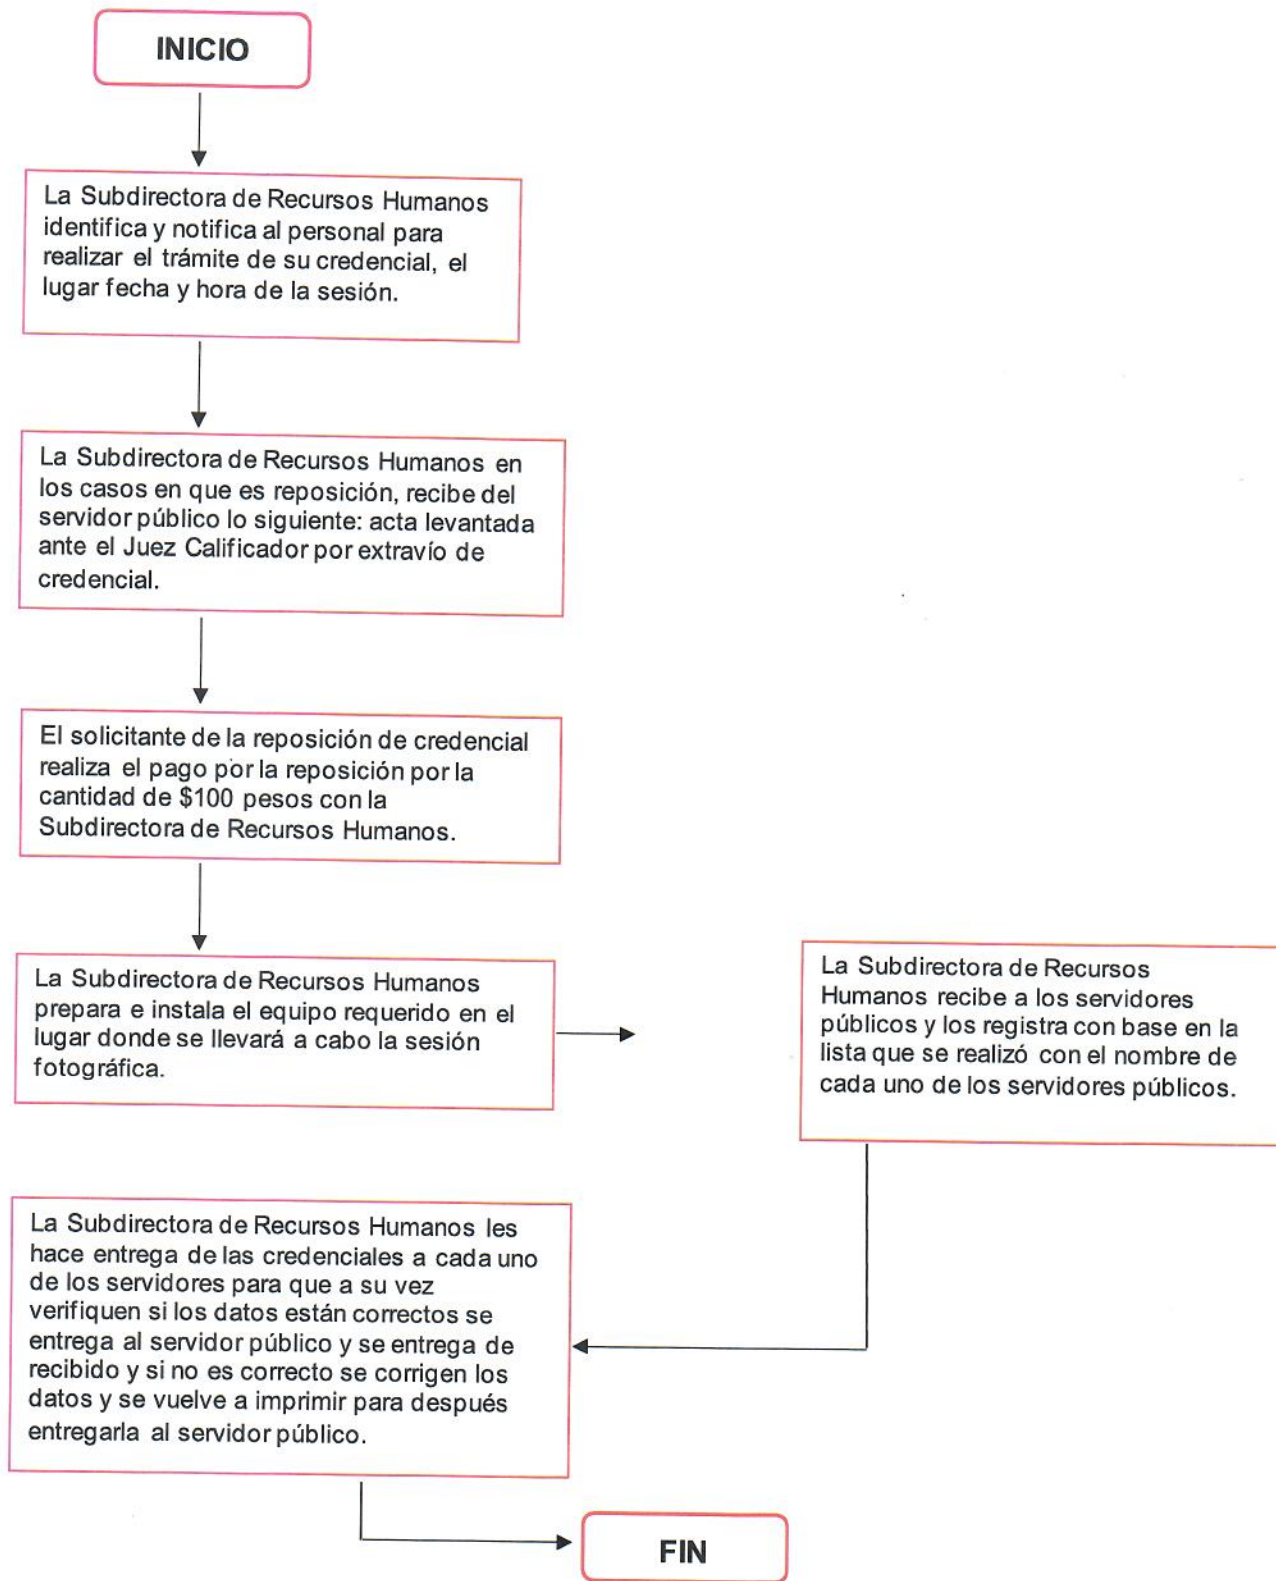 INICIO
La Subdirectora de Recursos Humanos
identifica y notifica al personal para
realizar el trámite de su credencial, el
lugar fecha y hora de la sesión.
La Subdirectora de Recursos Humanos en
los casos en que es reposición, recibe del
servidor público lo siguiente: acta levantada
ante el Juez Calificador por extravío de
credencial.
El solicitante de la reposición de credencial
realiza el pago por la reposición por la
cantidad de $100 pesos con la
Subdirectora de Recursos Humanos.
La Subdirectora de Recursos Humanos
prepara e instala el equipo requerido en el
lugar donde se llevará a cabo la sesión
fotográfica.
La Subdirectora de Recursos
Humanos recibe a los servidores
públicos y los registra con base en la
lista que se realizó con el nombre de
cada uno de los servidores públicos.
La Subdirectora de Recursos Humanos les
hace entrega de las credenciales a cada uno
de los servidores para que a su vez
verifiquen si los datos están correctos se
entrega al servidor público y se entrega de
recibido y si no es correcto se corrigen los
datos y se vuelve a imprimir para después
entregarla al servidor público.
FIN